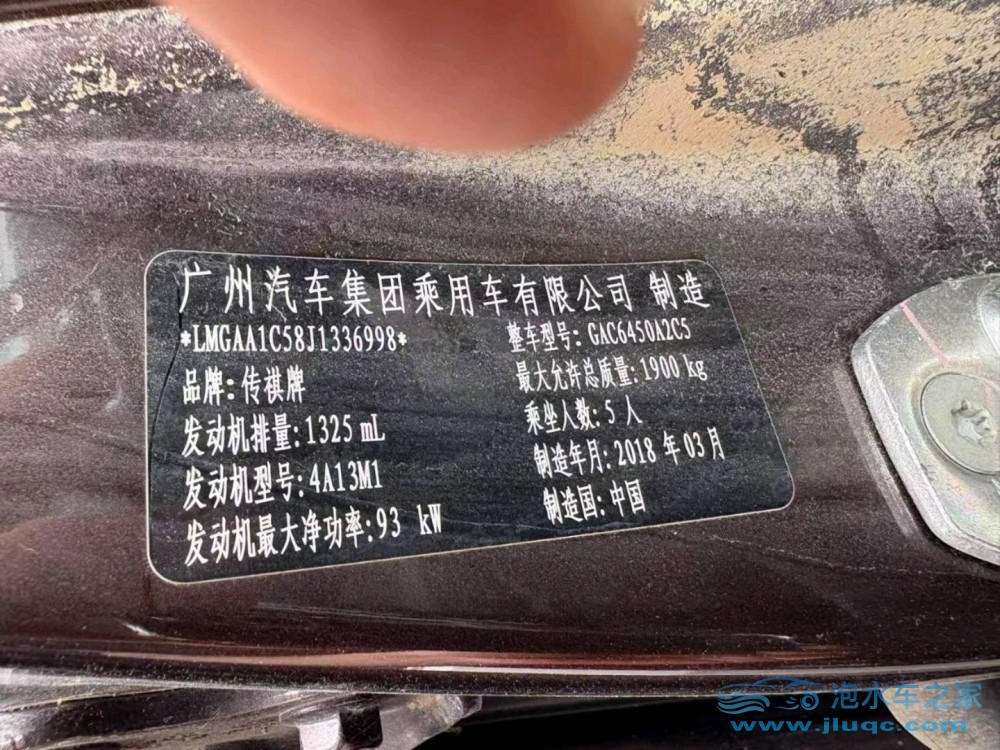 广州汽车集团乘用车有限公司 制造
*LMGAA1C58J1336998*
整车型号: GAC6450A2C5
品牌: 传祺牌
最大允许总质量: 1900 kg
发动机排量: 1325 mL
乘坐人数: 5 人
发动机型号: 4A13M1
制造年月: 2018 年 03 月
发动机最大净功率: 93 kW
制造国: 中国
泡水车之家
www.jluqc.com